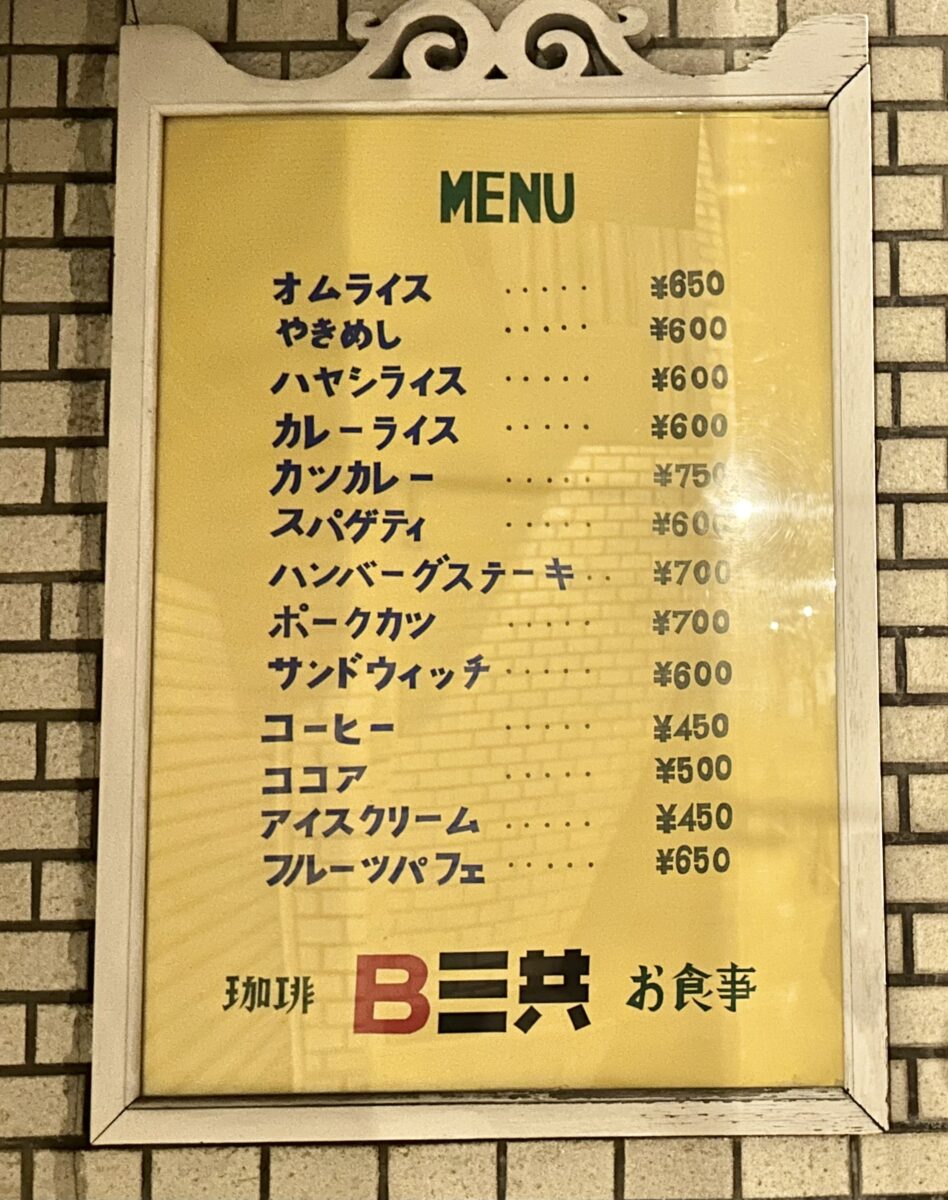 MENU
オムライス ····· ¥650
やきめし ····· ¥600
ハヤシライス ····· ¥600
カレーライス ····· ¥600
カツカレー ····· ¥750
スパゲティ ····· ¥600
ハンバーグステーキ ·· ¥700
ポークカツ ····· ¥700
サンドウィッチ ····· ¥600
コーヒー ····· ¥450
ココア ····· ¥500
アイスクリーム ····· ¥450
フルーツパフェ ····· ¥650
珈琲 B三共 お食事